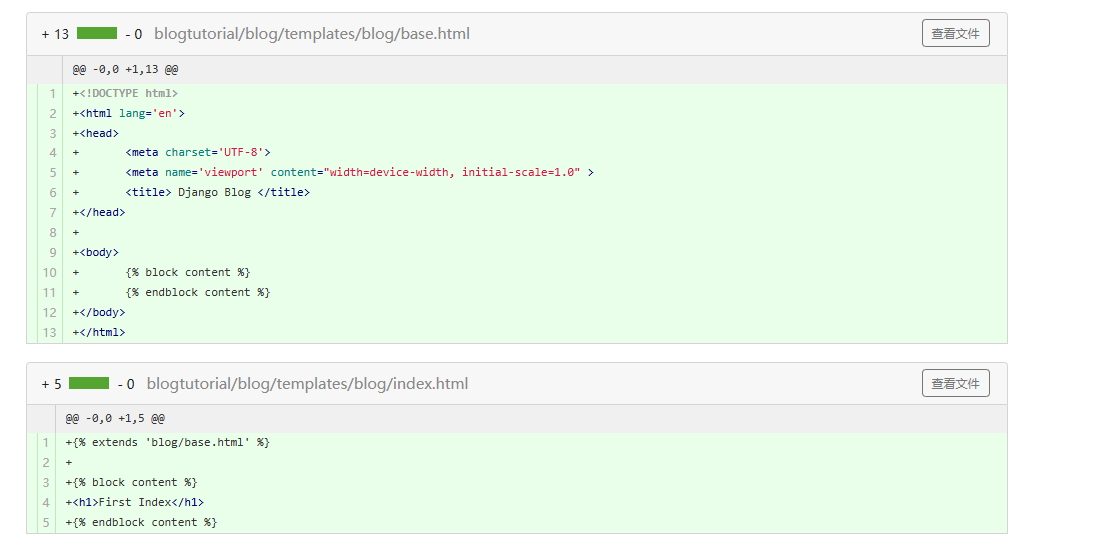 + 13 - 0 blogtutorial/blog/templates/blog/base.html 查看文件
@@ -0,0 +1,13 @@
1 +<!DOCTYPE html>
2 +<html lang='en'>
3 +<head>
4 +       <meta charset='UTF-8'>
5 +       <meta name='viewport' content="width=device-width, initial-scale=1.0" >
6 +       <title> Django Blog </title>
7 +</head>
8 +
9 +<body>
10 +       {% block content %}
11 +       {% endblock content %}
12 +</body>
13 +</html>
+ 5 - 0 blogtutorial/blog/templates/blog/index.html 查看文件
@@ -0,0 +1,5 @@
1 +{% extends 'blog/base.html' %}
2 +
3 +{% block content %}
4 +<h1>First Index</h1>
5 +{% endblock content %}